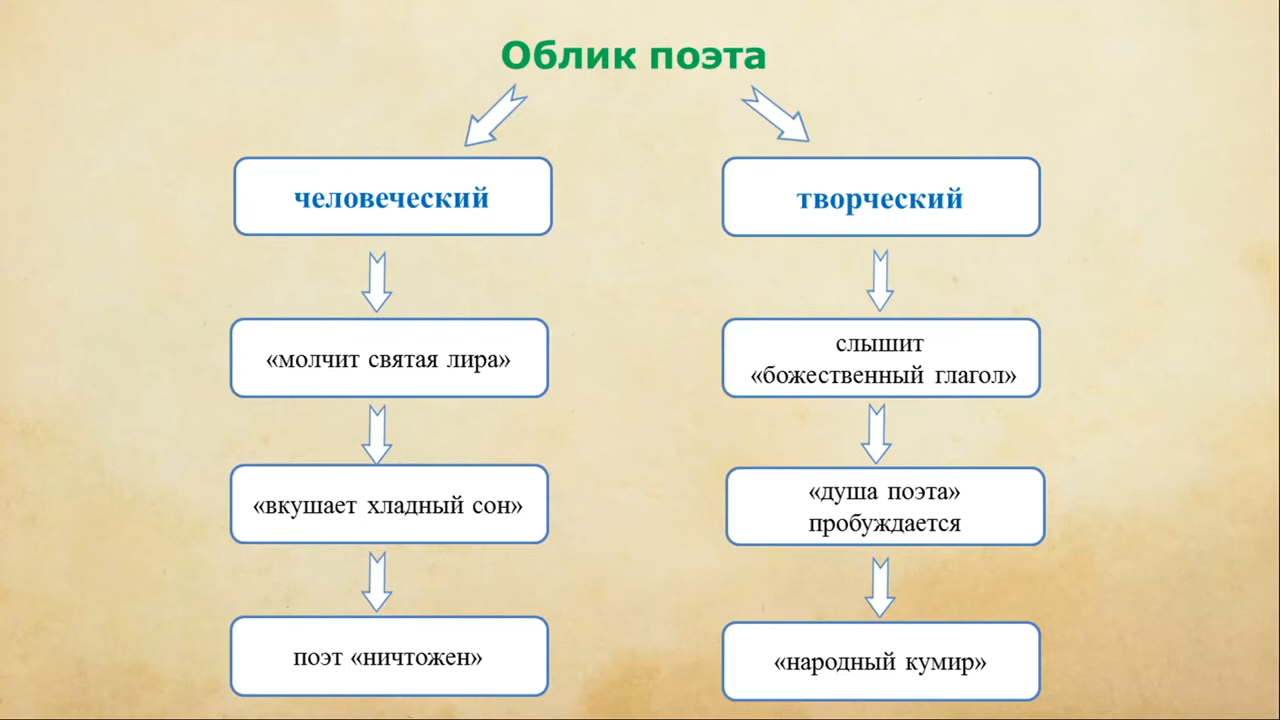 Облик поэта
человеческий
творческий
«молчит святая лира»
слышит
«божественный глагол»
«вкушает хладный сон»
«душа поэта»
пробуждается
поэт «ничтожен»
«народный кумир»